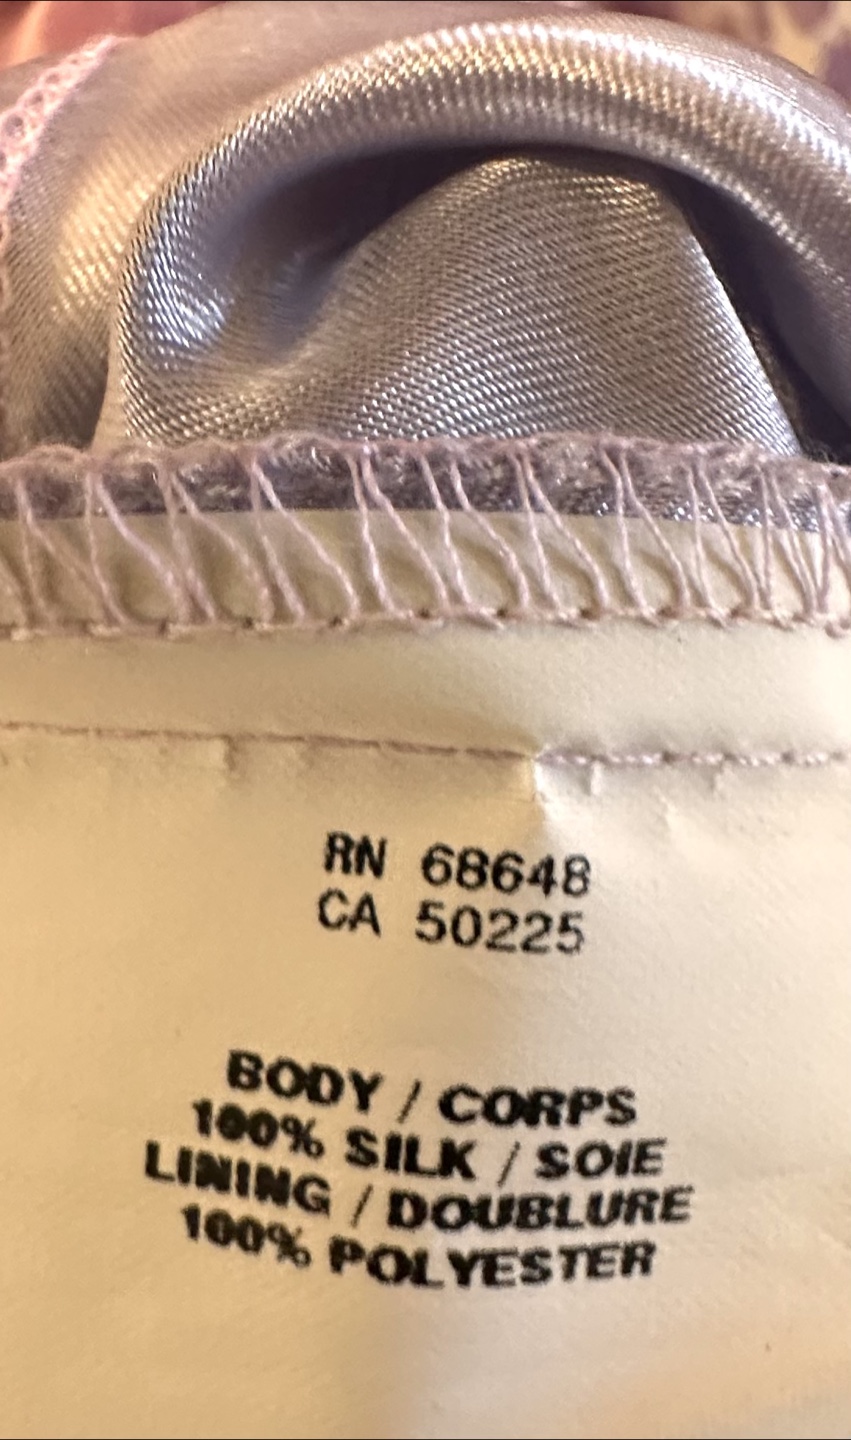 RN 68648
CA 50225
BODY / CORPS
100% SILK / SOIE
LINING / DOUBLURE
100% POLYESTER